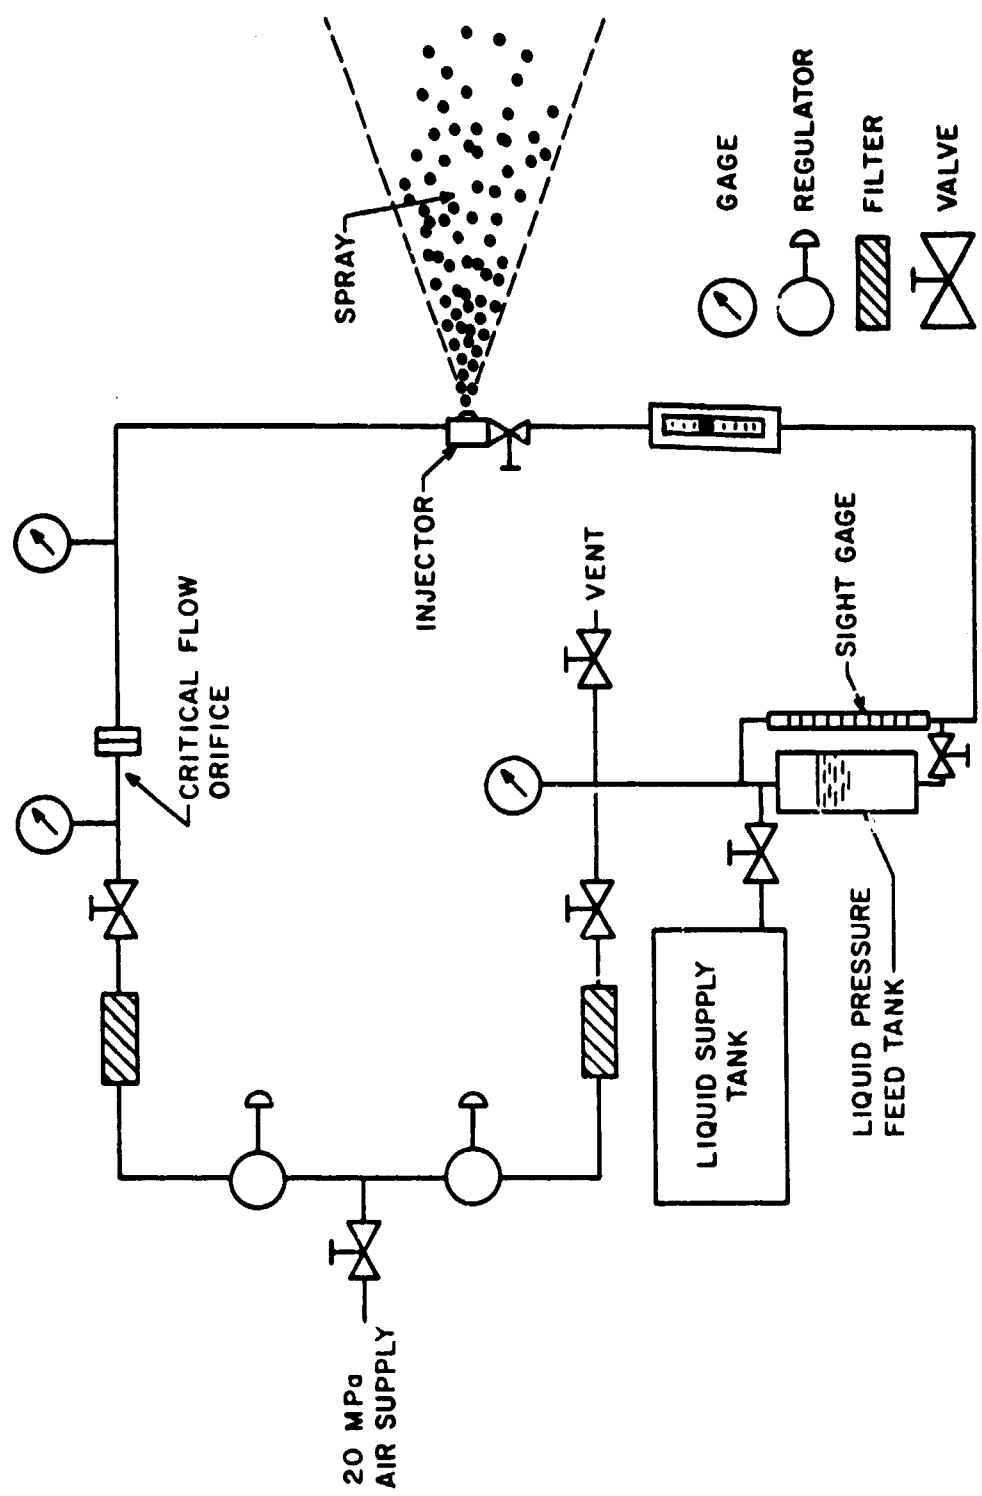 20 MPa
AIR SUPPLY
CRITICAL FLOW
ORIFICE
INJECTOR
SPRAY
VENT
LIQUID SUPPLY
TANK
LIQUID PRESSURE
FEED TANK
SIGHT GAGE
GAGE
REGULATOR
FILTER
VALVE